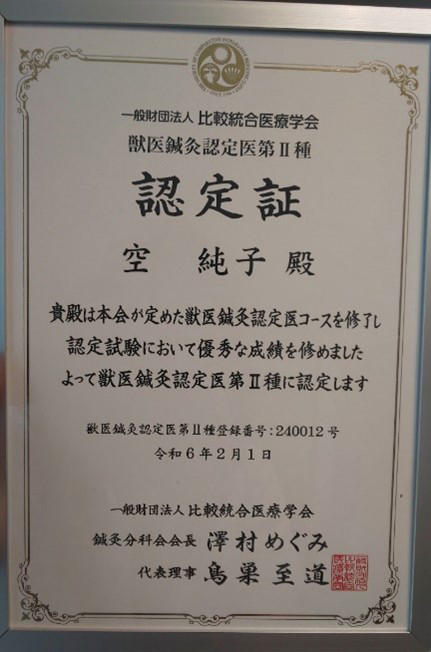 一般財団法人 比較統合医療学会
獣医鍼灸認定医第Ⅱ種
認定証
空 純子 殿
貴殿は本会が定めた獣医鍼灸認定医コースを修了し
認定試験において優秀な成績を修めました
よって獣医鍼灸認定医第Ⅱ種に認定します
獣医鍼灸認定医第Ⅱ種登録番号:240012号
令和6年2月1日
一般財団法人 比較統合医療学会
鍼灸分科会会長 澤村めぐみ
代表理事 鳥巣至道